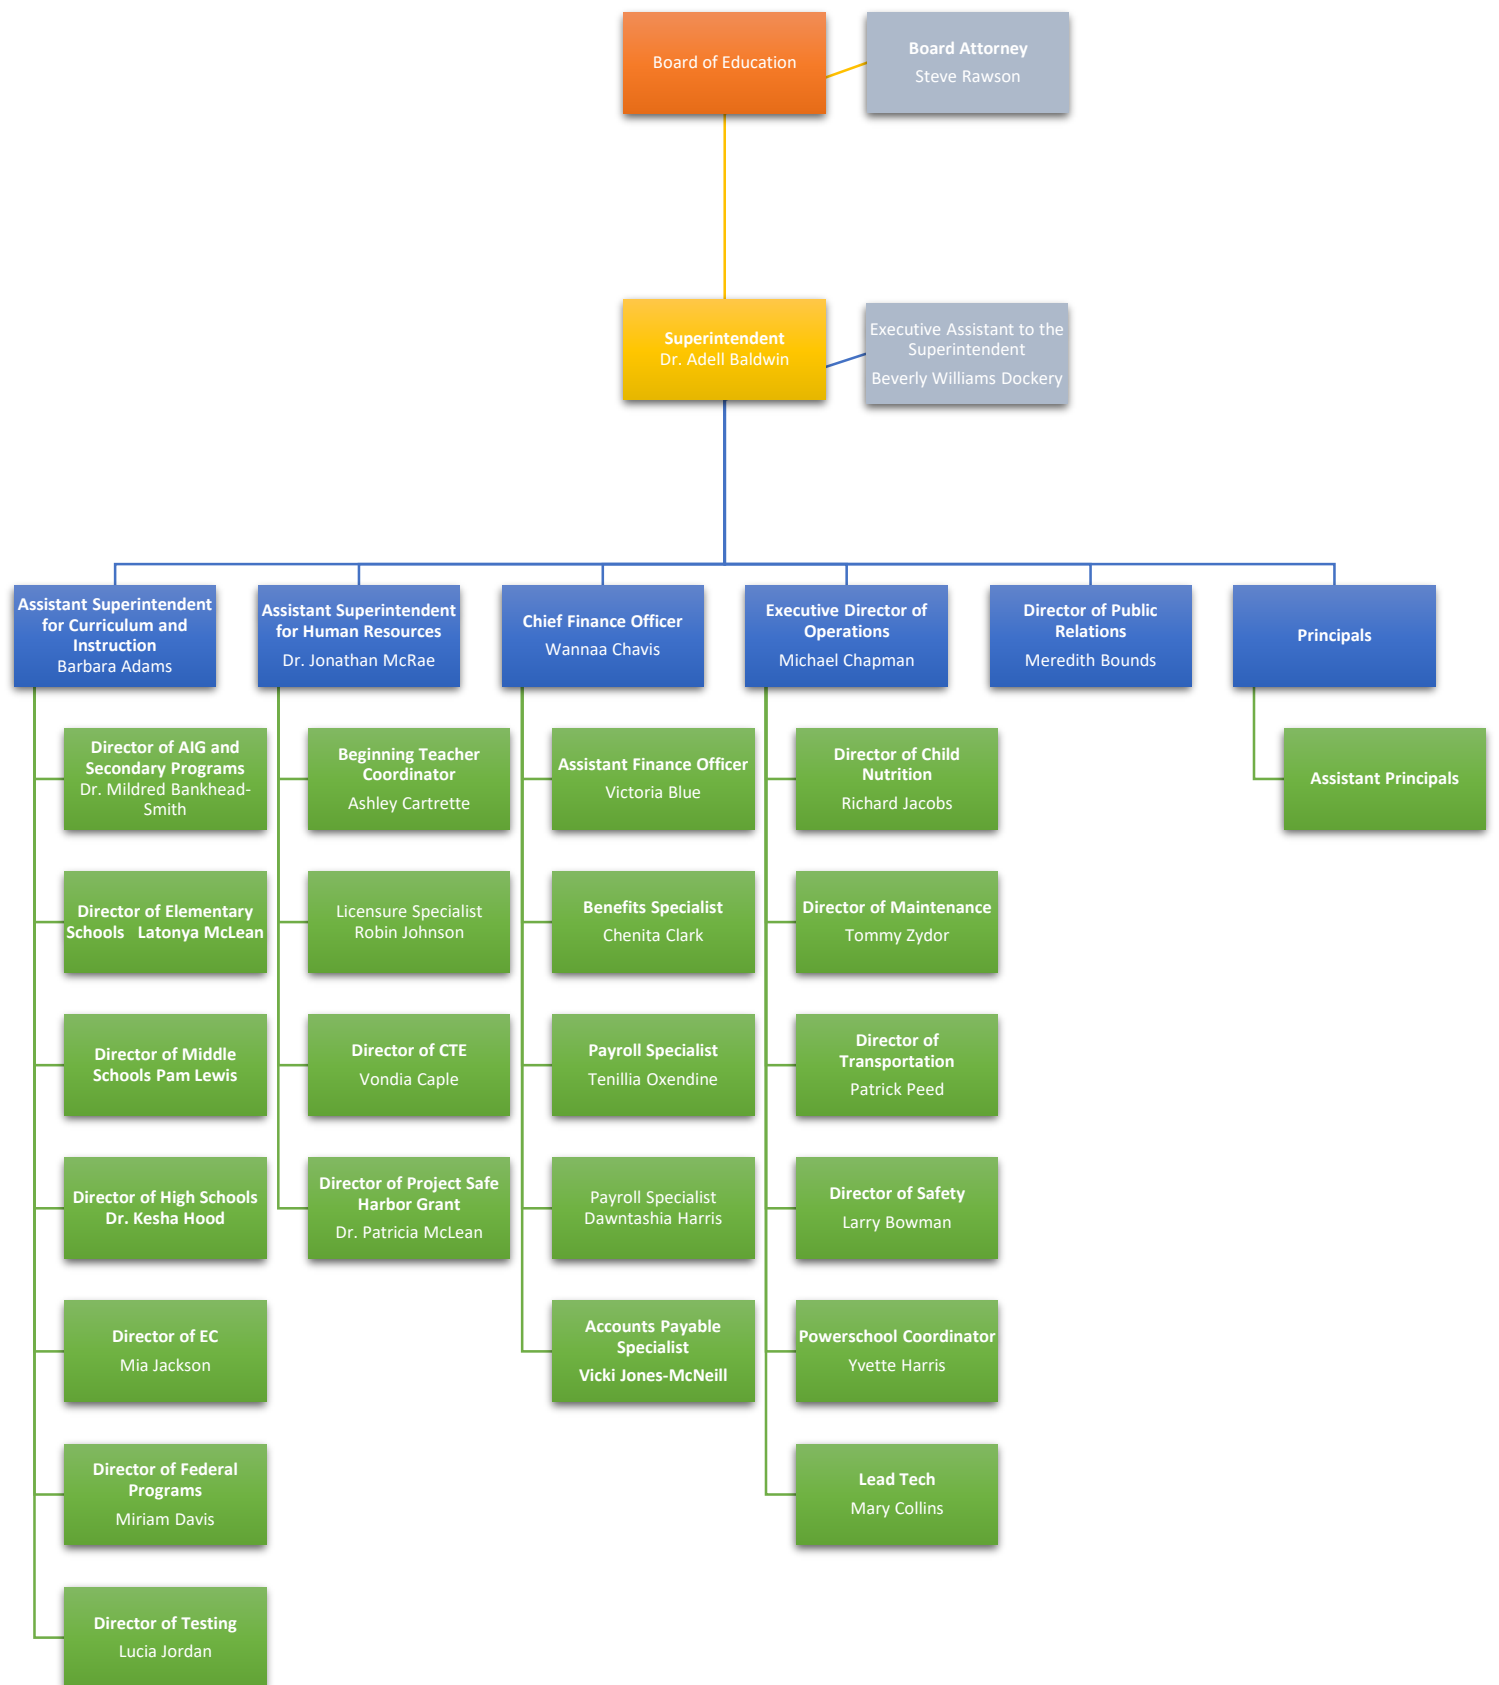 Board of Education
Board Attorney
Steve Rawson
Superintendent
Dr. Adell Baldwin
Executive Assistant to the
Superintendent
Beverly Williams Dockery
Assistant Superintendent
for Curriculum and
Instruction
Barbara Adams
Assistant Superintendent
for Human Resources
Dr. Jonathan McRae
Chief Finance Officer
Wannaa Chavis
Executive Director of
Operations
Michael Chapman
Director of Public
Relations
Meredith Bounds
Principals
Director of AIG and
Secondary Programs
Dr. Mildred Bankhead-
Smith
Director of Elementary
Schools Latonya McLean
Director of Middle
Schools Pam Lewis
Director of High Schools
Dr. Kesha Hood
Director of EC
Mia Jackson
Director of Federal
Programs
Miriam Davis
Director of Testing
Lucia Jordan
Beginning Teacher
Coordinator
Ashley Cartrette
Licensure Specialist
Robin Johnson
Director of CTE
Vondia Caple
Director of Project Safe
Harbor Grant
Dr. Patricia McLean
Assistant Finance Officer
Victoria Blue
Benefits Specialist
Chenita Clark
Payroll Specialist
Tenillia Oxendine
Payroll Specialist
Dawntashia Harris
Accounts Payable
Specialist
Vicki Jones-McNeill
Director of Child
Nutrition
Richard Jacobs
Director of Maintenance
Tommy Zydor
Director of
Transportation
Patrick Peed
Director of Safety
Larry Bowman
Powerschool Coordinator
Yvette Harris
Lead Tech
Mary Collins
Assistant Principals